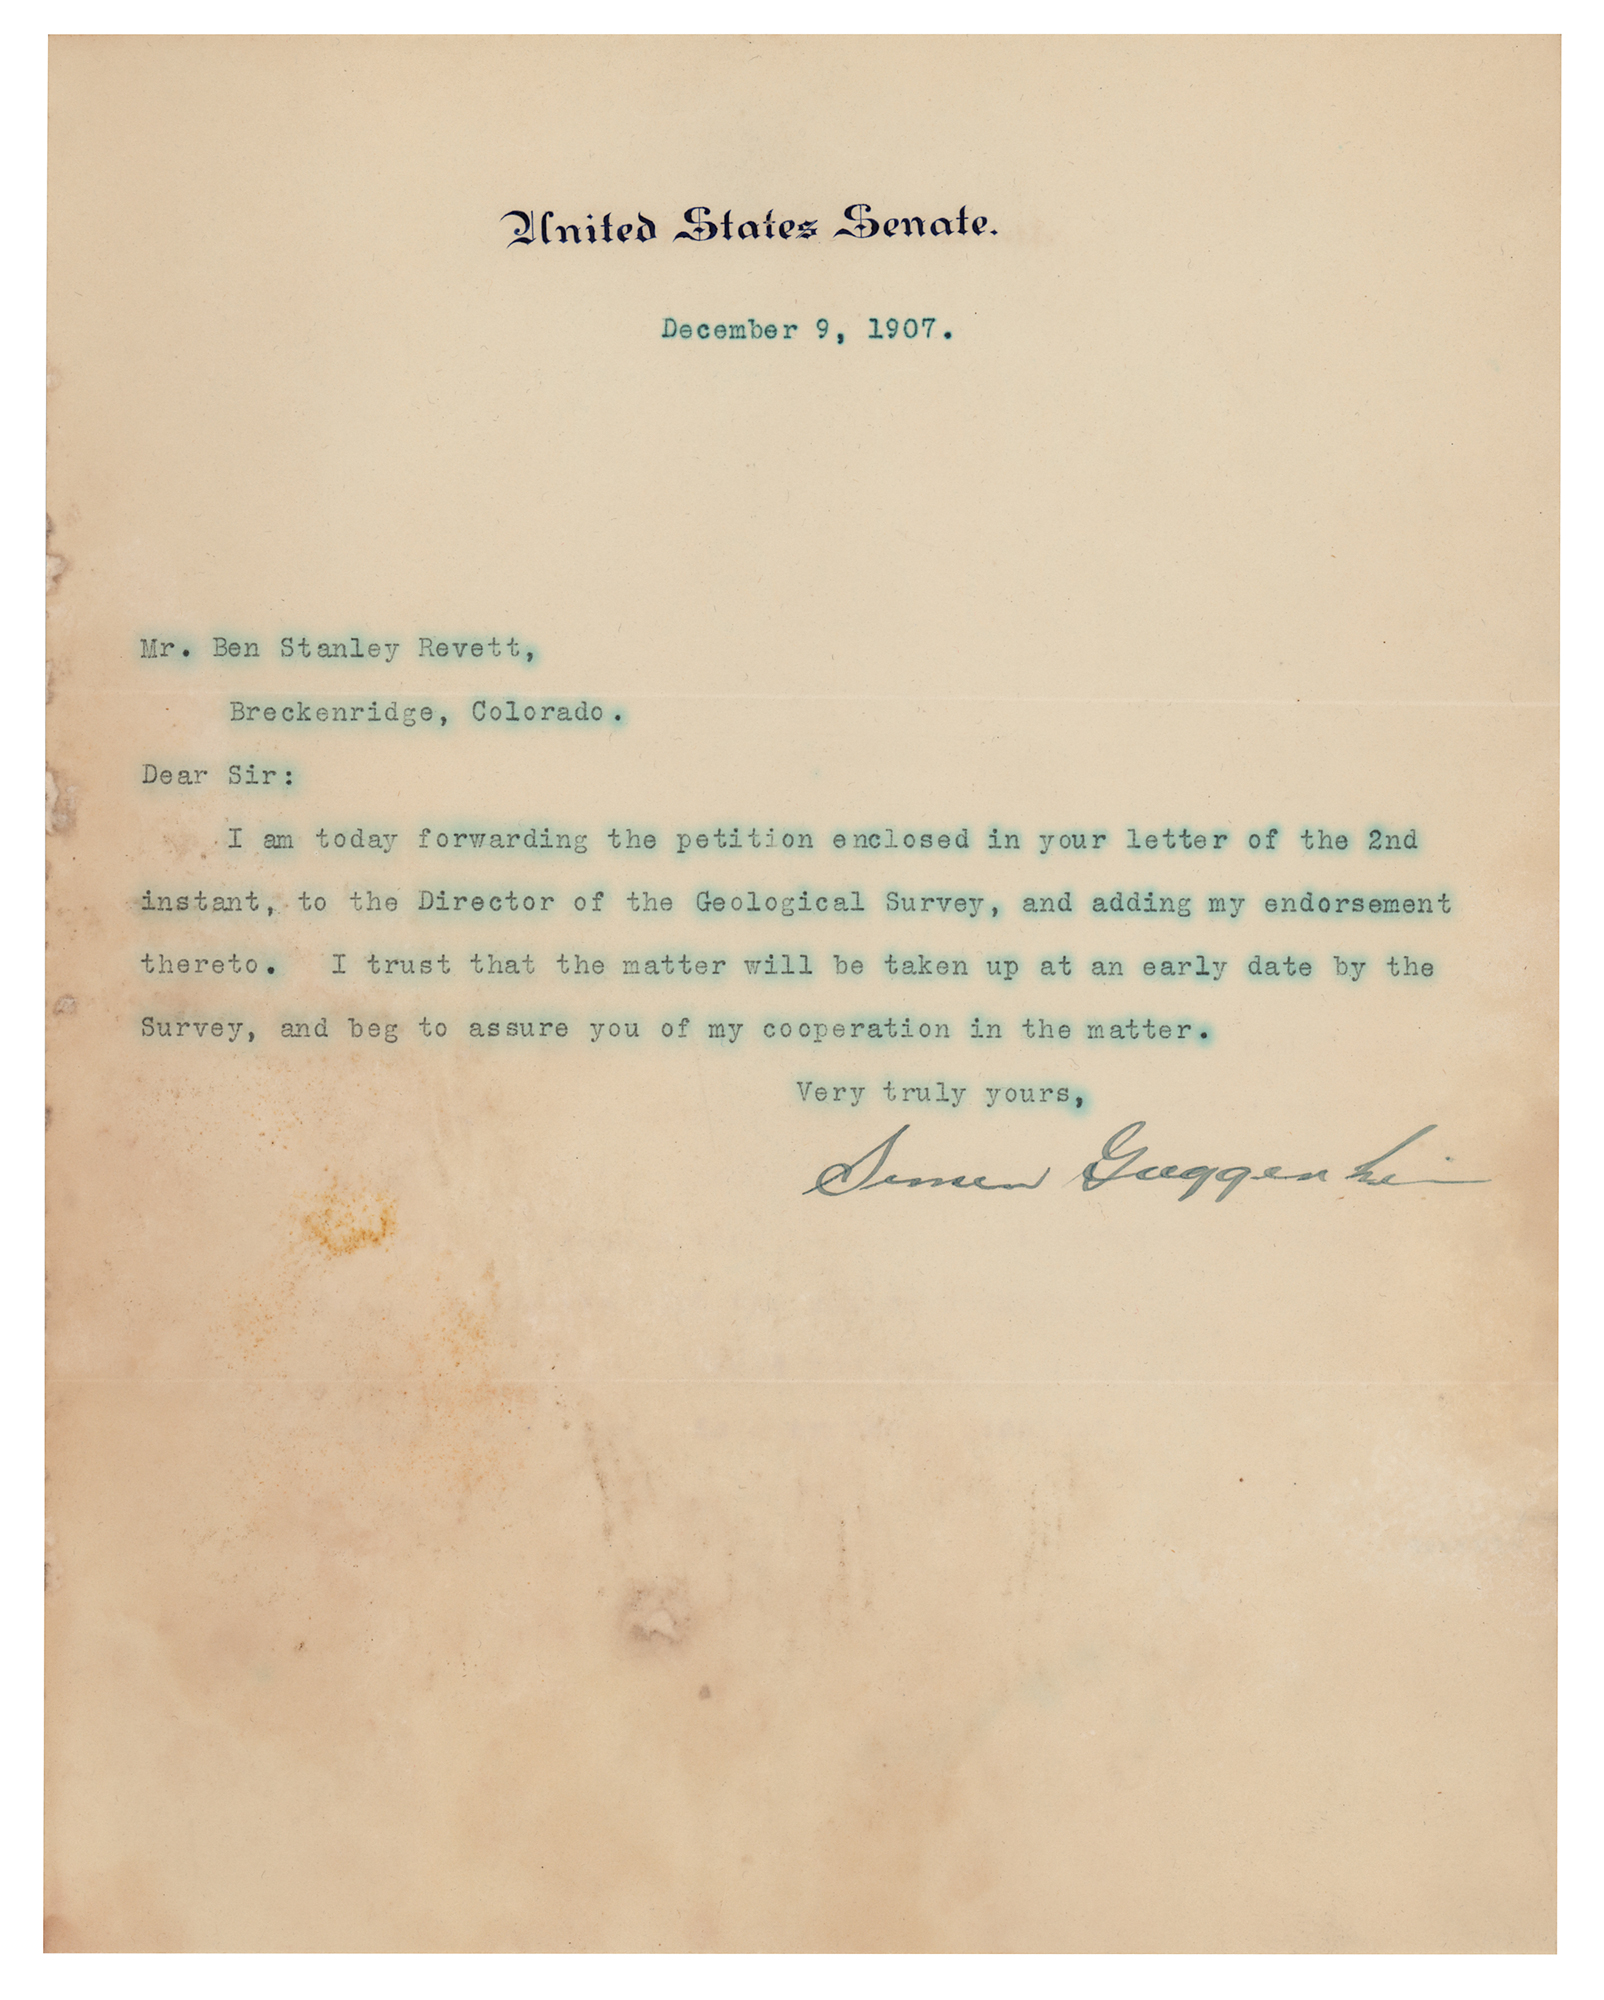 United States Senate.
December 9, 1907.
Mr. Ben Stanley Revett,
Breckenridge, Colorado.
Dear Sir:
I am today forwarding the petition enclosed in your letter of the 2nd
instant, to the Director of the Geological Survey, and adding my endorsement
thereto. I trust that the matter will be taken up at an early date by the
Survey, and beg to assure you of my cooperation in the matter.
Very truly yours,
Simon Guggenheim